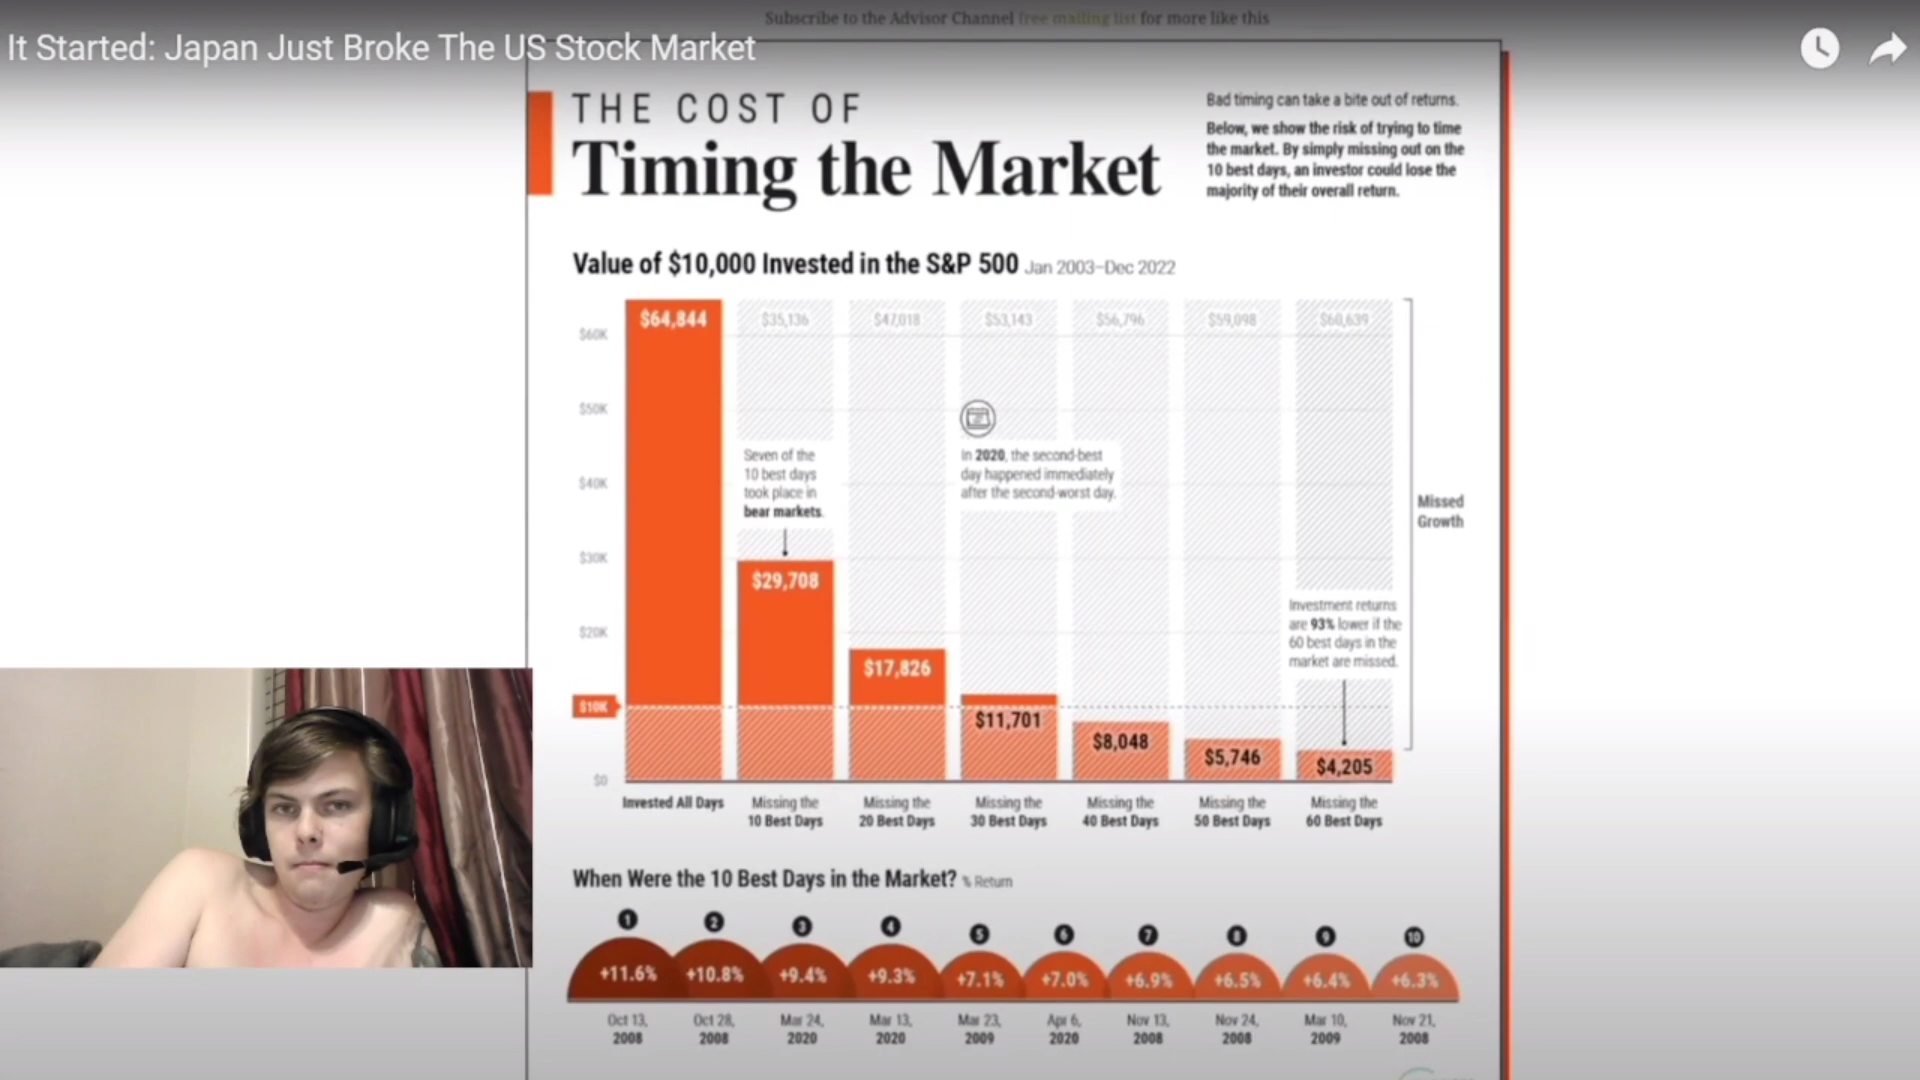 Subscribe to the Advisor Channel free mailing list for more like this
It Started: Japan Just Broke The US Stock Market
THE COST OF
Timing the Market
Bad timing can take a bite out of returns.
Below, we show the risk of trying to time
the market. By simply missing out on the
10 best days, an investor could lose the
majority of their overall return.
Value of $10,000 Invested in the S&P 500 Jan 2003–Dec 2022
$64,844 $35,136 $47,018 $53,143 $56,796 $59,098 $60,639
$60K
$50K
$40K
$30K
$20K
$10K
$0
Seven of the
10 best days
took place in
bear markets.
In 2020, the second-best
day happened immediately
after the second-worst day.
Missed
Growth
Investment returns
are 93% lower if the
60 best days in the
market are missed.
$29,708
$17,826
$11,701
$8,048
$5,746
$4,205
Invested All Days
Missing the
10 Best Days
Missing the
20 Best Days
Missing the
30 Best Days
Missing the
40 Best Days
Missing the
50 Best Days
Missing the
60 Best Days
When Were the 10 Best Days in the Market? % Return
1 2 3 4 5 6 7 8 9 10
+11.6% +10.8% +9.4% +9.3% +7.1% +7.0% +6.9% +6.5% +6.4% +6.3%
Oct 13,
2008
Oct 28,
2008
Mar 24,
2020
Mar 13,
2020
Mar 23,
2009
Apr 6,
2020
Nov 13,
2008
Nov 24,
2008
Mar 10,
2009
Nov 21,
2008